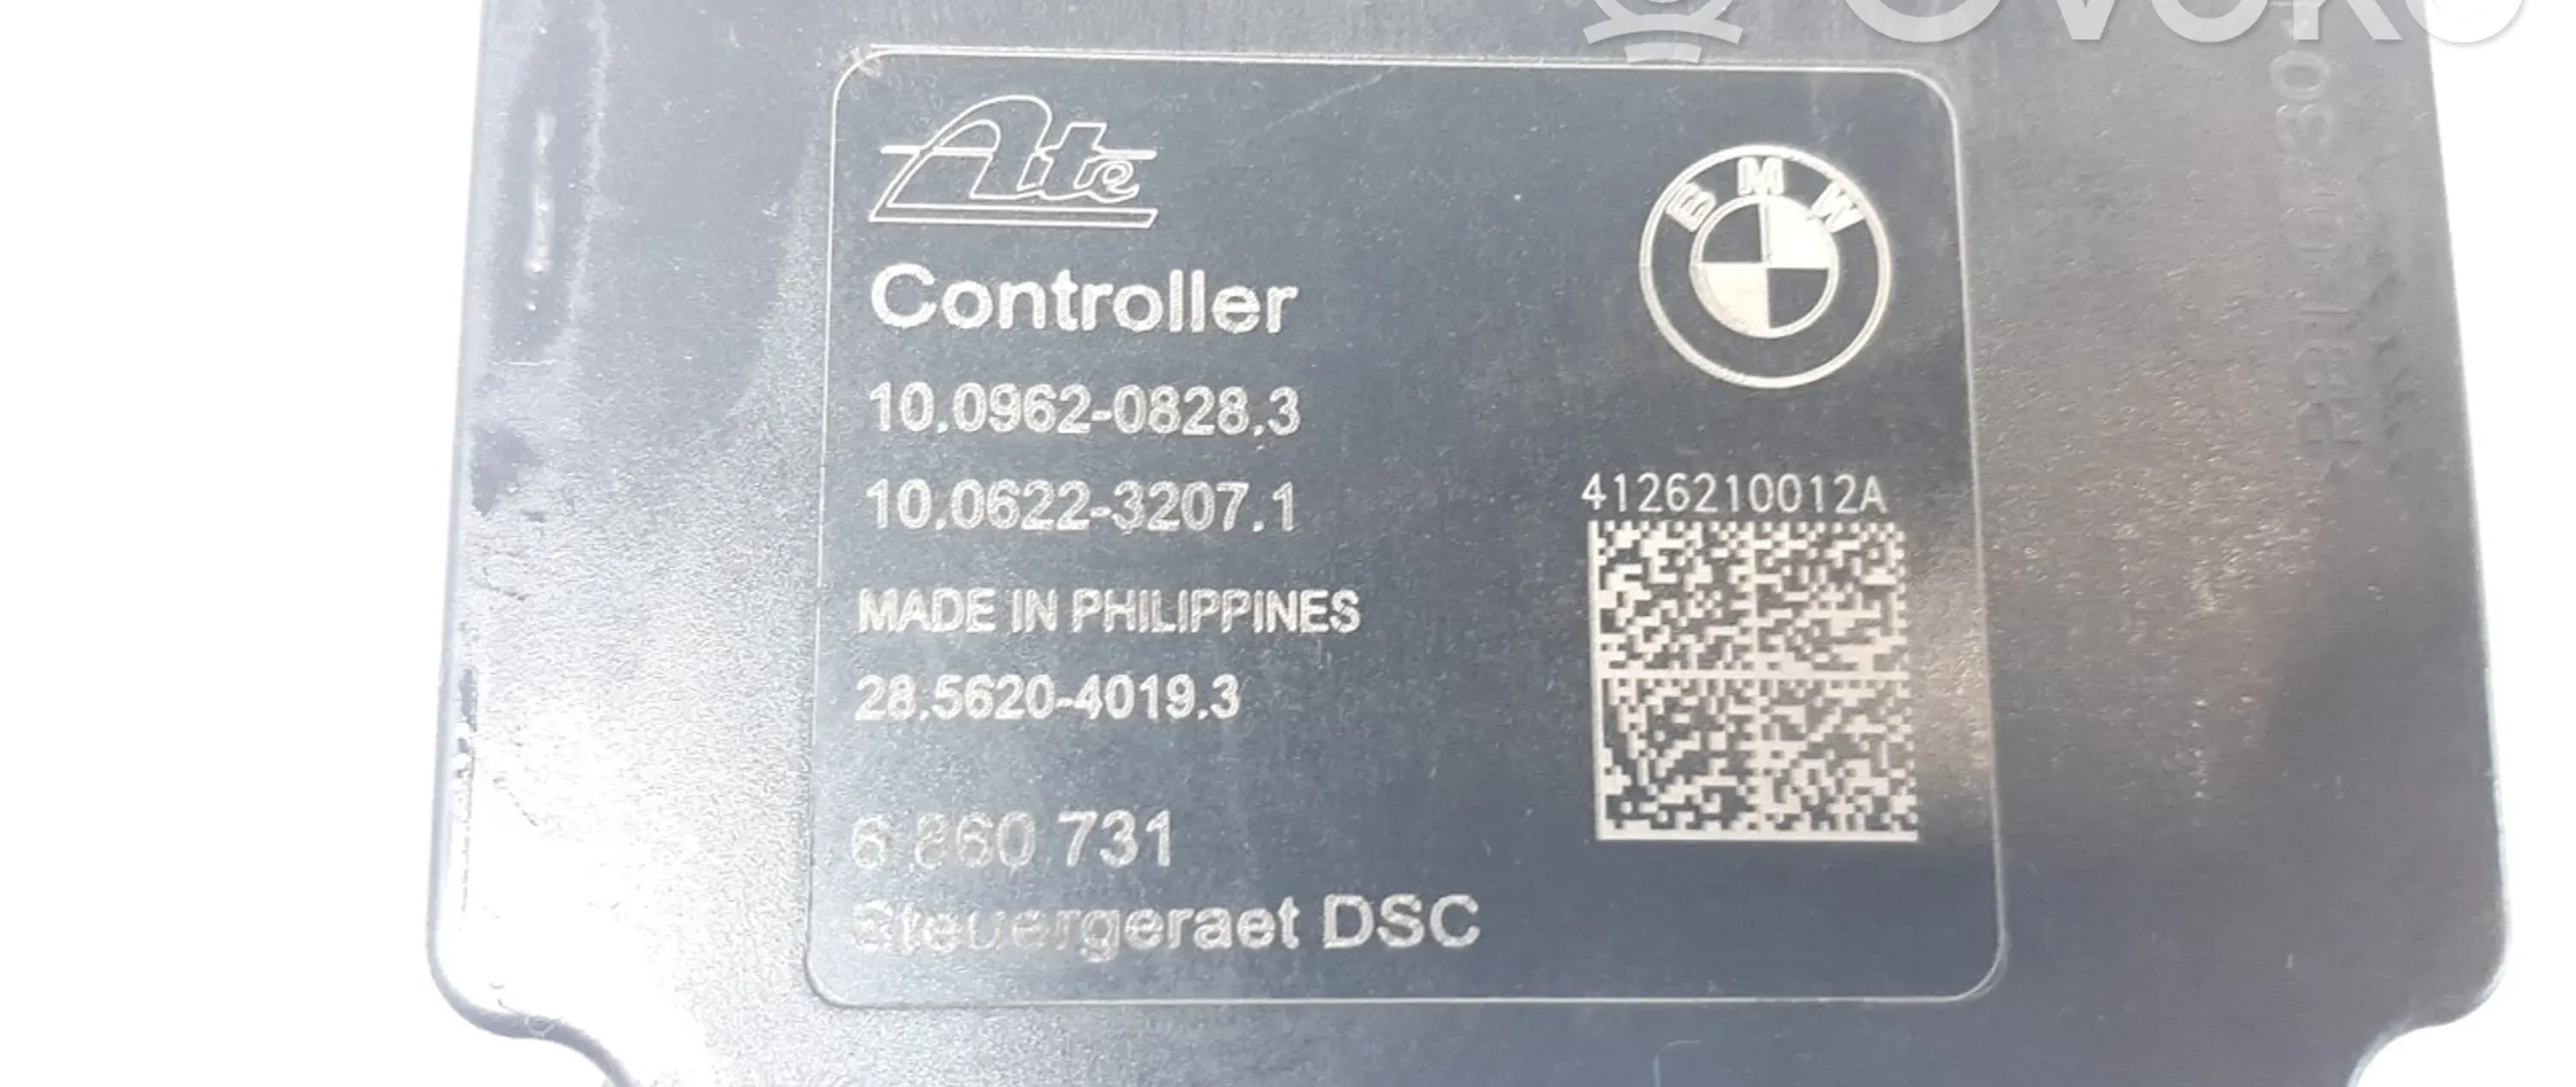 Ate
BMW
Controller
10.0962-0828.3
10.0622-3207.1
4126210012A
MADE IN PHILIPPINES
28.5620-4019.3
6 860 731
Steuergeraet DSC